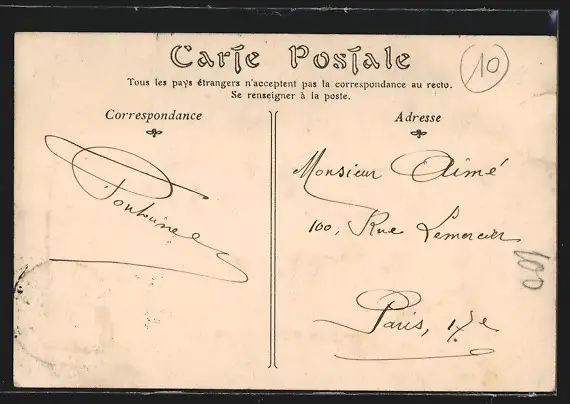 Carte Postale
Tous les pays étrangers n'acceptent pas la correspondance au recto.
Se renseigner à la poste.
10
Correspondance
Adresse
Monsieur Aimé
100, Rue Lemercier
100
Paris, 17e